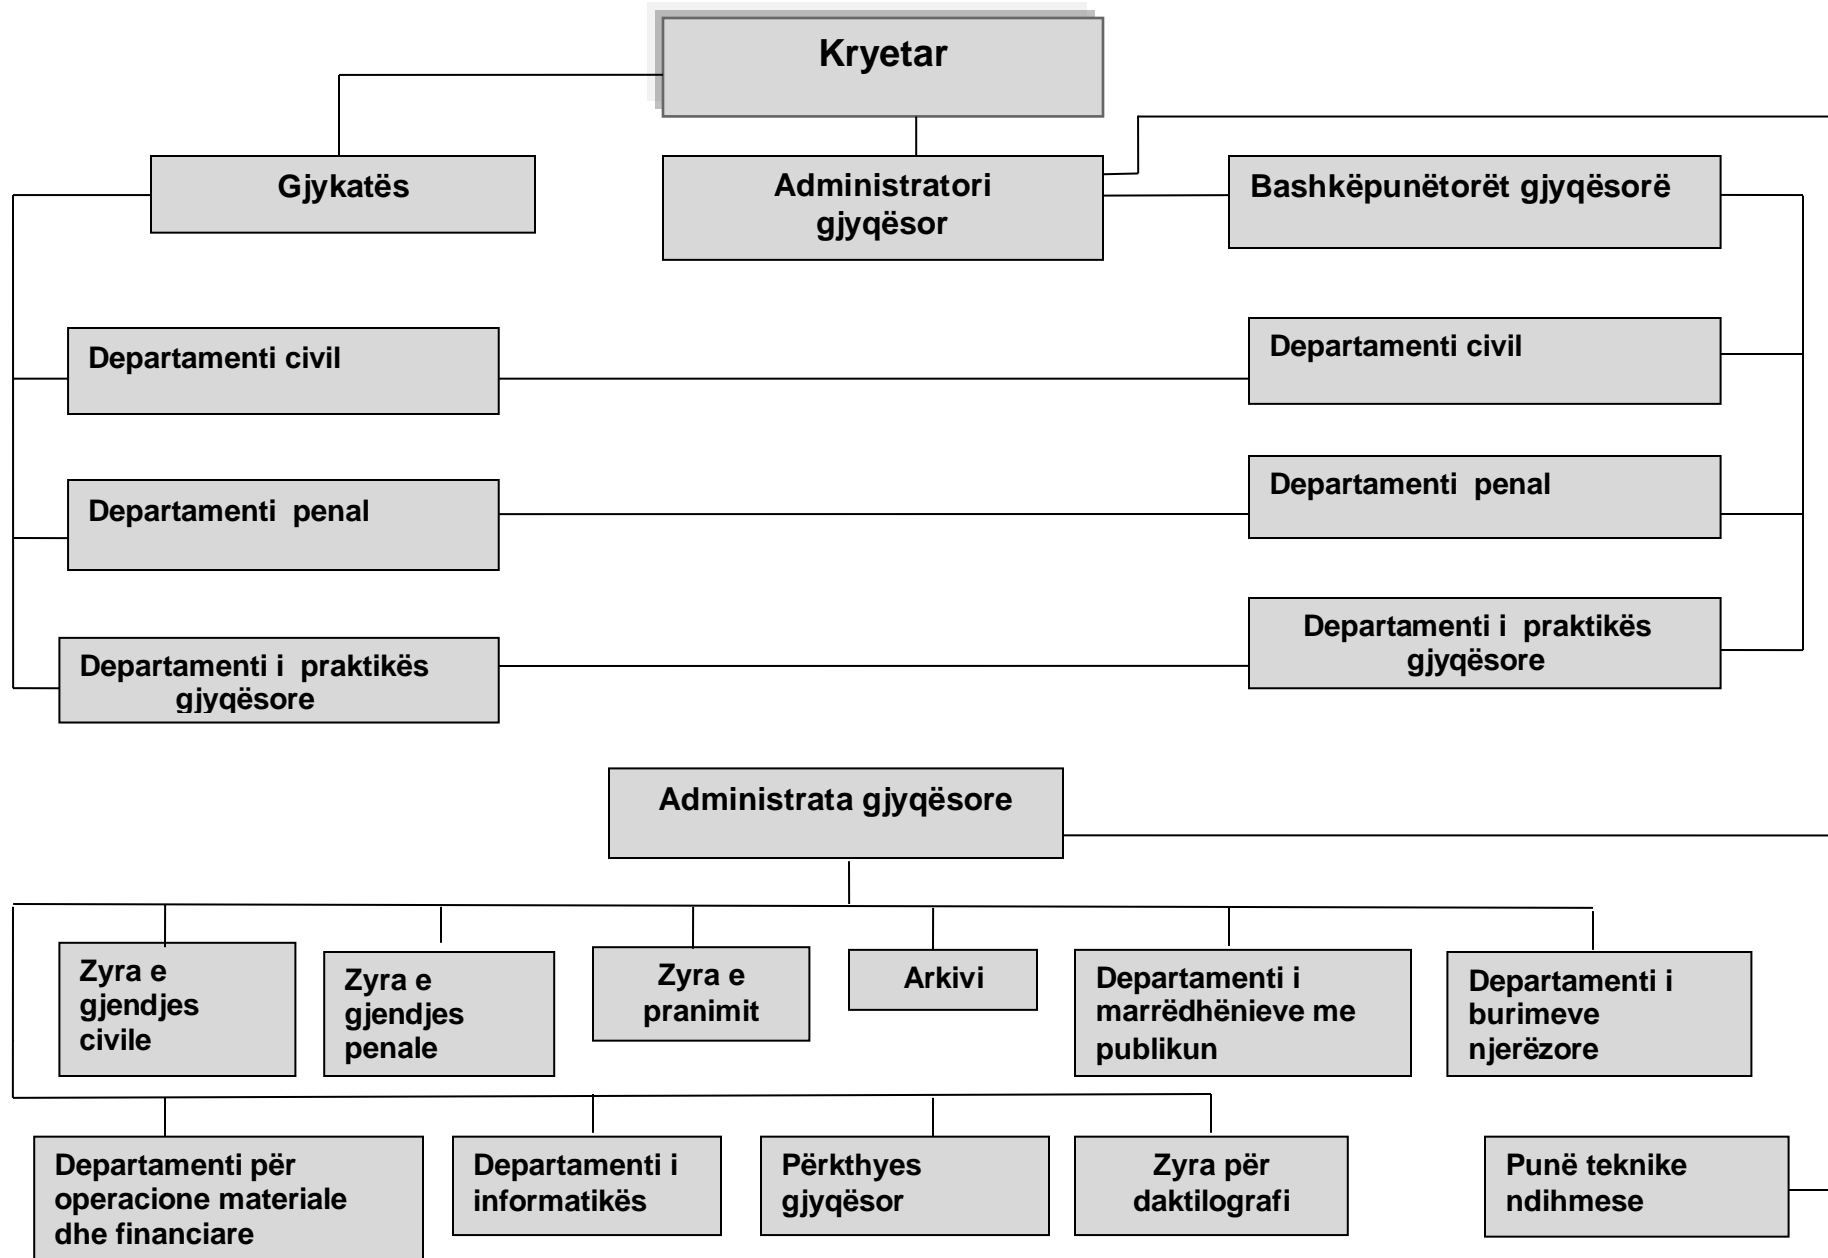 Kryetar
Gjykatës
Administratori
gjyqësor
Bashkëpunëtorët gjyqësorë
Departamenti civil
Departamenti civil
Departamenti penal
Departamenti penal
Departamenti i praktikës
gjyqësore
Departamenti i praktikës
gjyqësore
Administrata gjyqësore
Zyra e
gjendjes
civile
Zyra e
gjendjes
penale
Zyra e
pranimit
Arkivi
Departamenti i
marrëdhënieve me
publikun
Departamenti i
burimeve
njerëzore
Departamenti për
operacione materiale
dhe financiare
Departamenti i
informatikës
Përkthyes
gjyqësor
Zyra për
daktilografi
Punë teknike
ndihmese